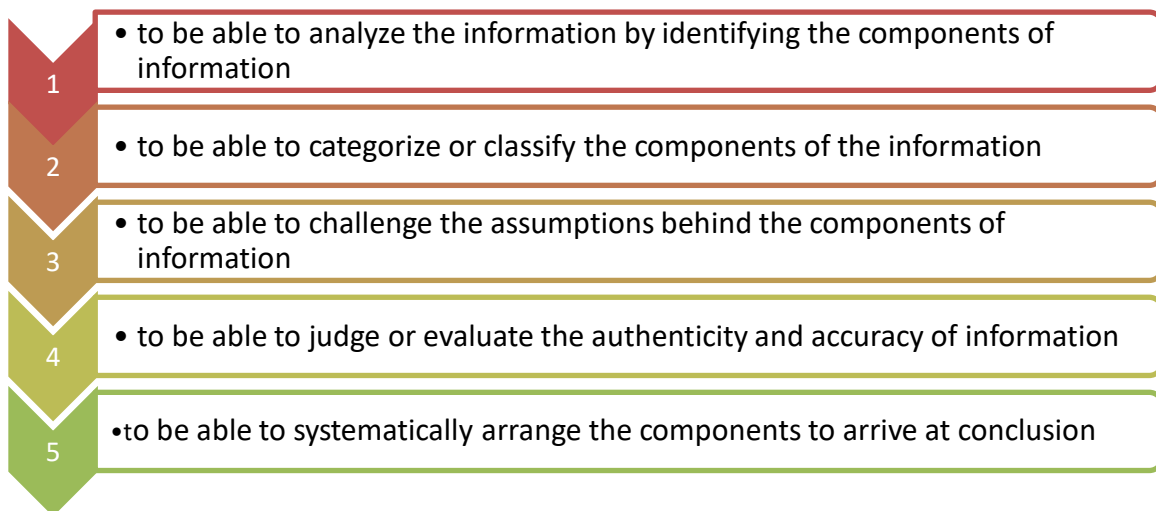 1
• to be able to analyze the information by identifying the components of
information
2
• to be able to categorize or classify the components of the information
3
• to be able to challenge the assumptions behind the components of
information
4
• to be able to judge or evaluate the authenticity and accuracy of information
5
•to be able to systematically arrange the components to arrive at conclusion